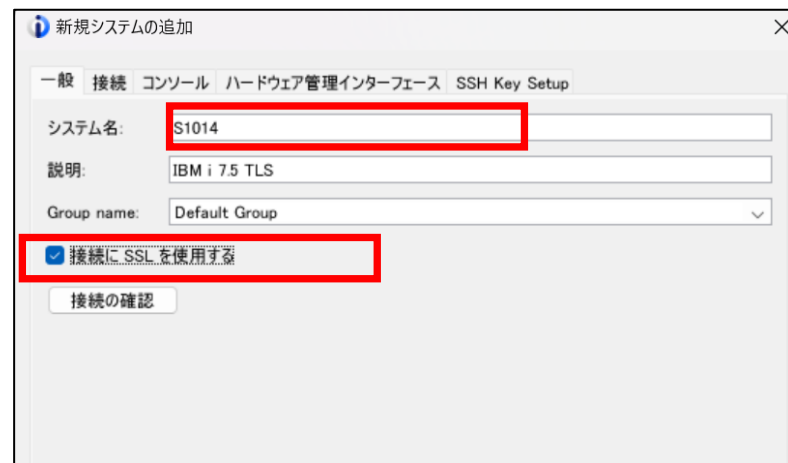 新規システムの追加
一般 接続 コンソール ハードウェア管理インターフェース SSH Key Setup
システム名: S1014
説明: IBM i 7.5 TLS
Group name: Default Group
接続に SSL を使用する
接続の確認